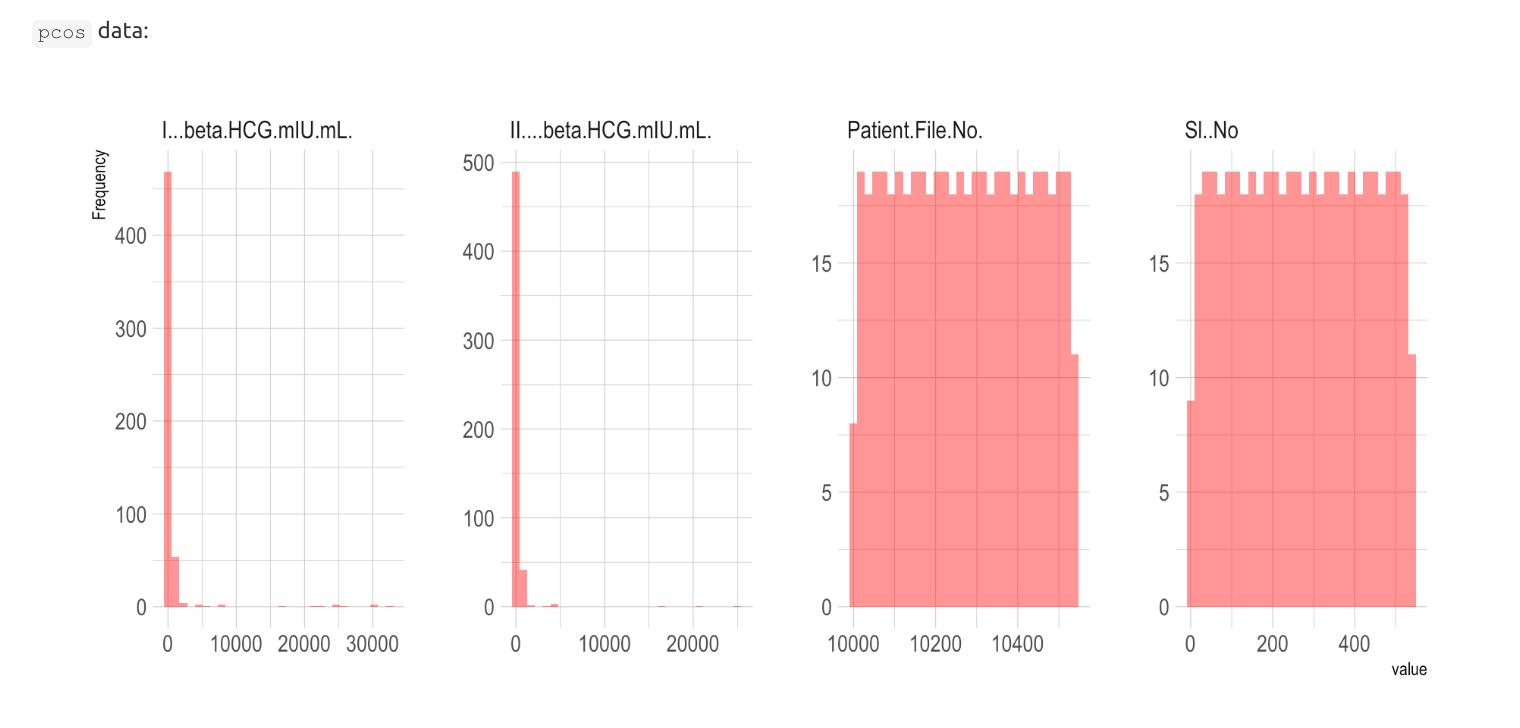 pcos data:
I...beta.HCG.mIU.mL.
II....beta.HCG.mIU.mL.
Patient.File.No.
Sl..No
Frequency
400
300
200
100
0
0 10000 20000 30000
500
400
300
200
100
0
0 10000 20000
15
10
5
0
10000 10200 10400
15
10
5
0
0 200 400
value